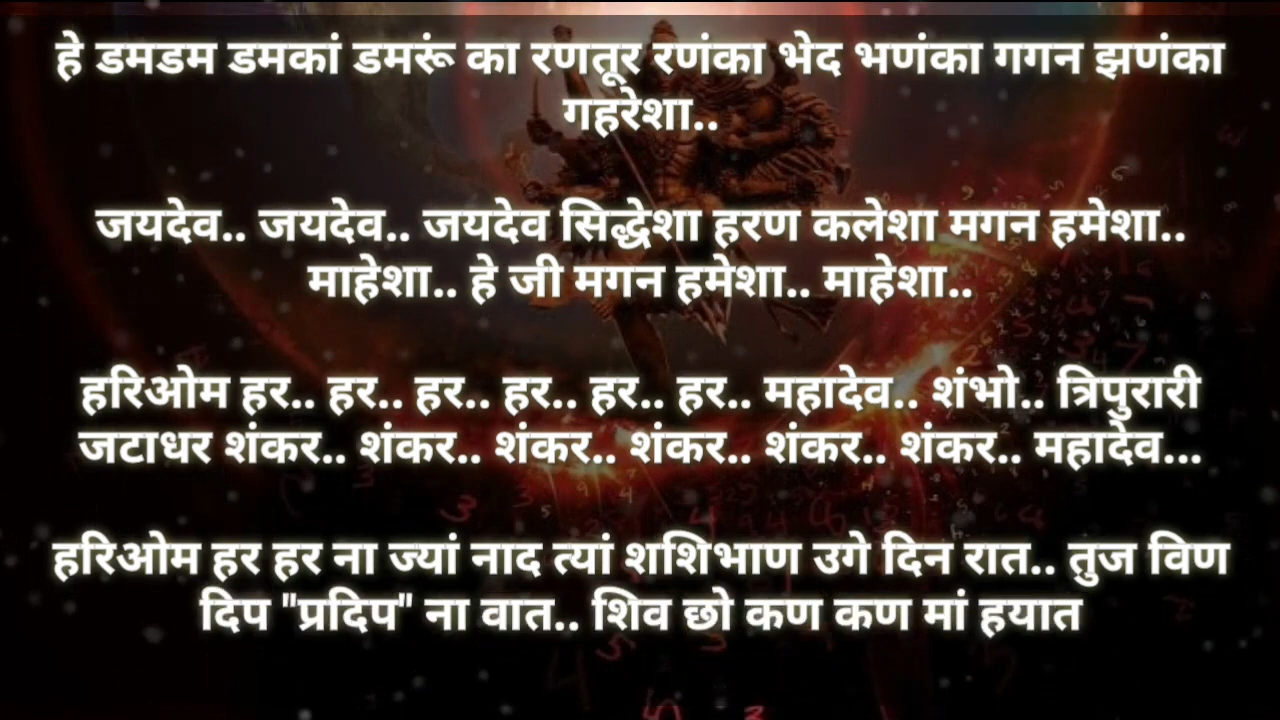 हे डमडम डमकां डमरूं का रणतूर रणंका भेद भणंका गगन झणंका
गहरेशा..
जयदेव.. जयदेव.. जयदेव सिद्धेशा हरण कलेशा मगन हमेशा..
माहेशा.. हे जी मगन हमेशा.. माहेशा..
हरिओम हर.. हर.. हर.. हर.. हर.. हर.. महादेव.. शंभो.. त्रिपुरारी
जटाधर शंकर.. शंकर.. शंकर.. शंकर.. शंकर.. शंकर.. महादेव...
हरिओम हर हर ना ज्यां नाद त्यां शशिभाण उगे दिन रात.. तुज विण
दिप "प्रदिप" ना वात.. शिव छो कण कण मां हयात